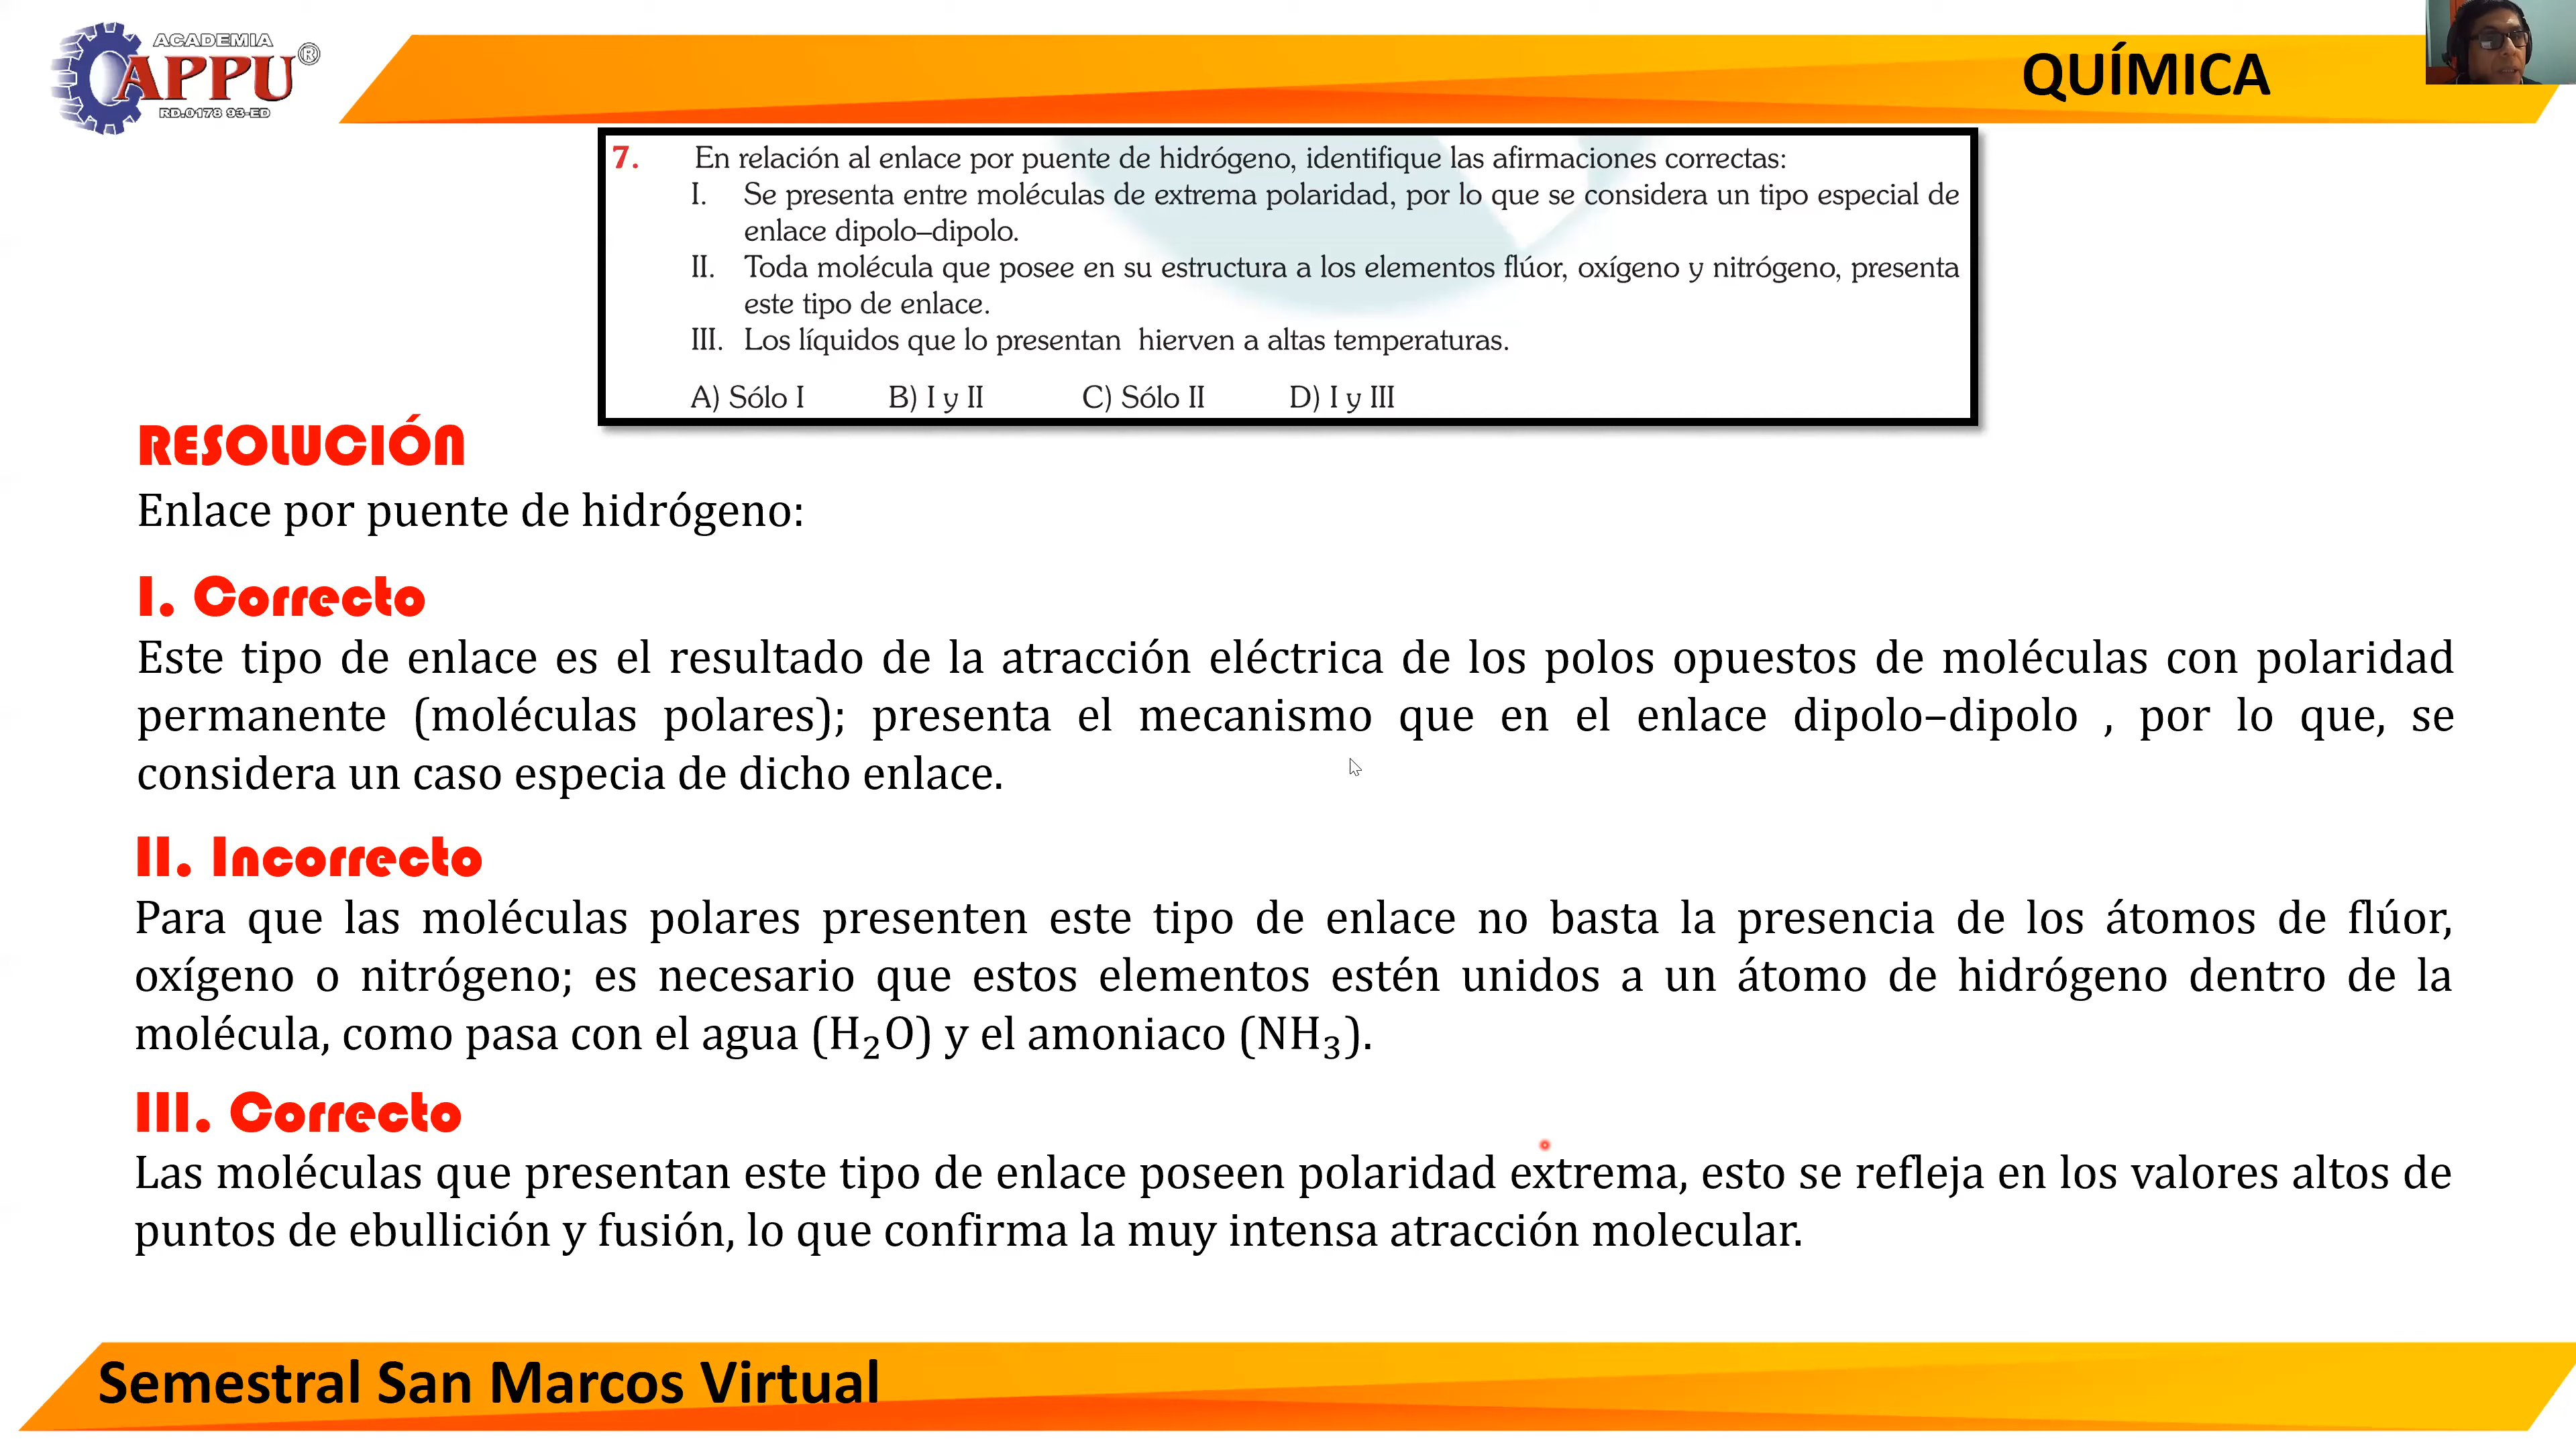 ACADEMIA
APPU®
RD.0178 93-ED
QUÍMICA
7. En relación al enlace por puente de hidrógeno, identifique las afirmaciones correctas:
I. Se presenta entre moléculas de extrema polaridad, por lo que se considera un tipo especial de
enlace dipolo–dipolo.
II. Toda molécula que posee en su estructura a los elementos flúor, oxígeno y nitrógeno, presenta
este tipo de enlace.
III. Los líquidos que lo presentan hierven a altas temperaturas.
A) Sólo I B) I y II C) Sólo II D) I y III
RESOLUCIÓN
Enlace por puente de hidrógeno:
I. Correcto
Este tipo de enlace es el resultado de la atracción eléctrica de los polos opuestos de moléculas con polaridad
permanente (moléculas polares); presenta el mecanismo que en el enlace dipolo–dipolo , por lo que, se
considera un caso especia de dicho enlace.
II. Incorrecto
Para que las moléculas polares presenten este tipo de enlace no basta la presencia de los átomos de flúor,
oxígeno o nitrógeno; es necesario que estos elementos estén unidos a un átomo de hidrógeno dentro de la
molécula, como pasa con el agua (H₂O) y el amoniaco (NH₃).
III. Correcto
Las moléculas que presentan este tipo de enlace poseen polaridad extrema, esto se refleja en los valores altos de
puntos de ebullición y fusión, lo que confirma la muy intensa atracción molecular.
Semestral San Marcos Virtual